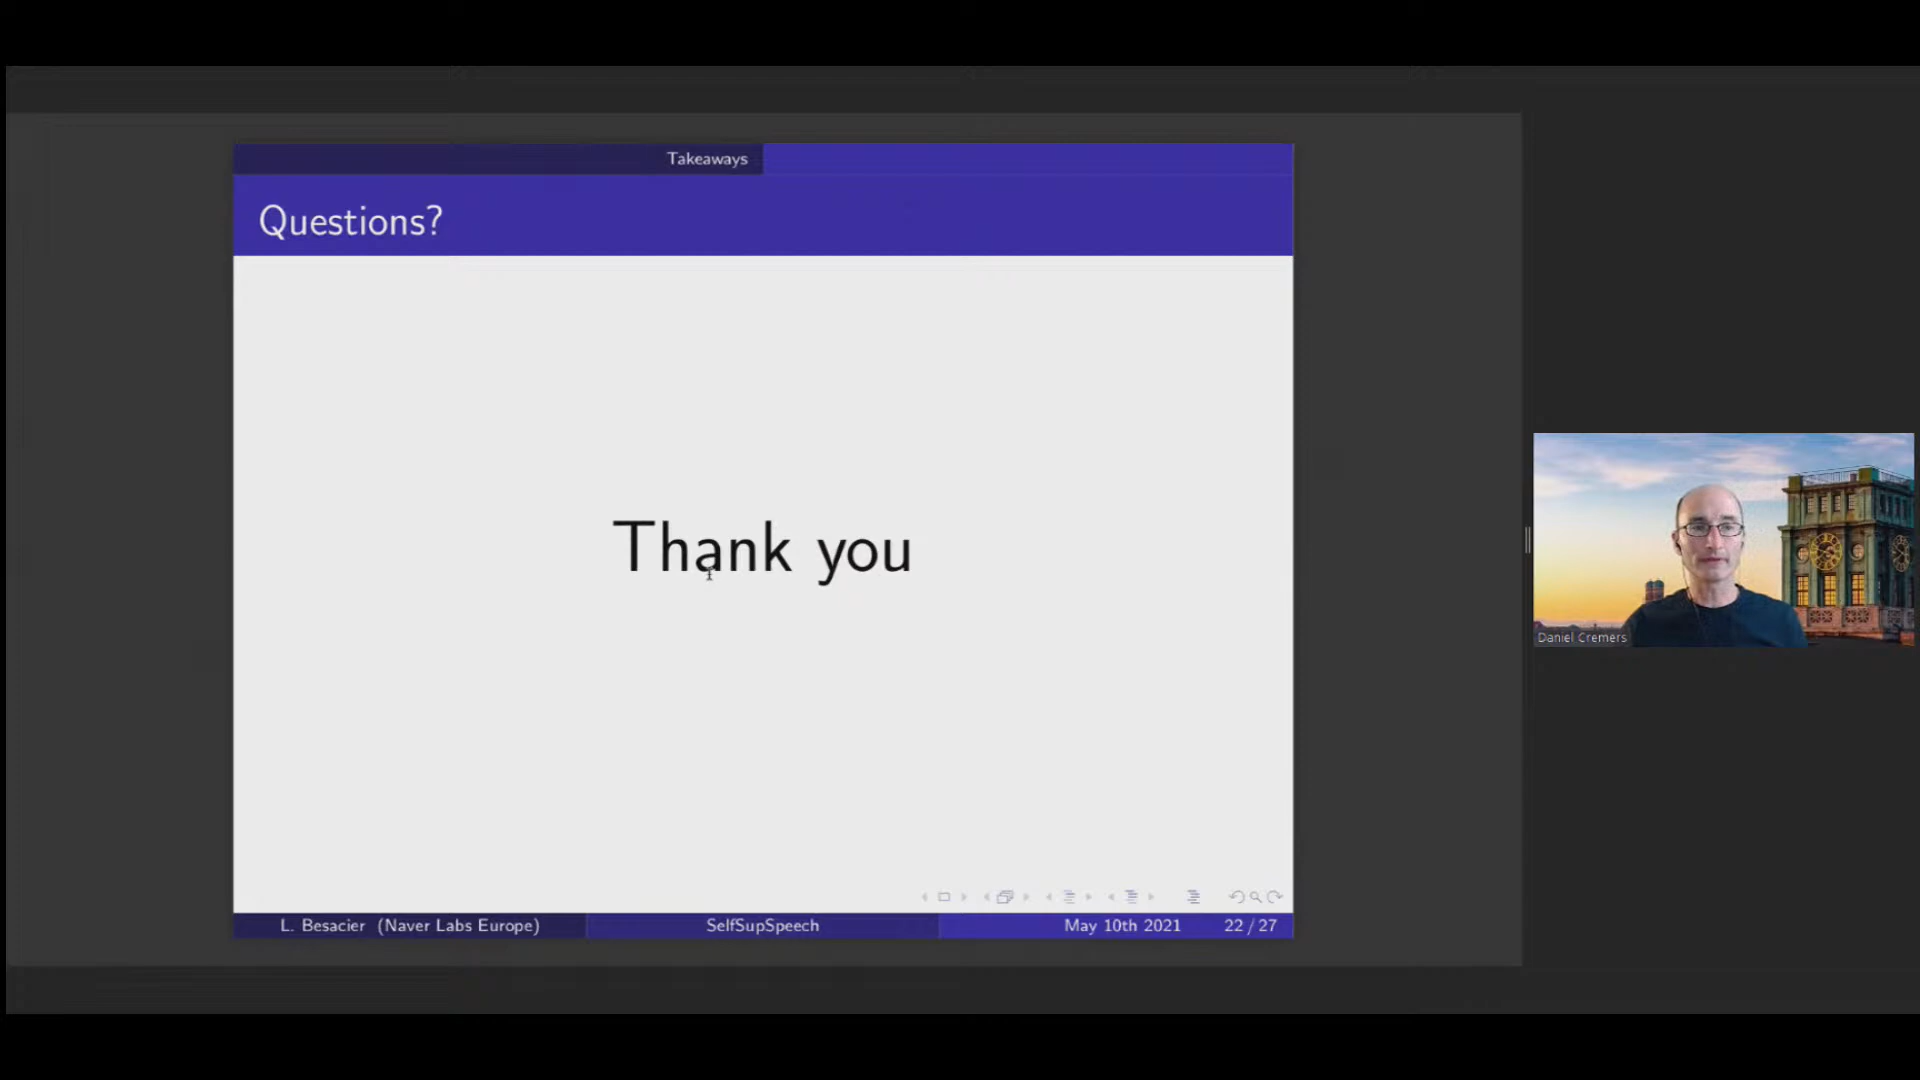 Takeaways
Questions?
Thank you
Daniel Cremers
L. Besacier (Naver Labs Europe)
SelfSupSpeech
May 10th 2021
22 / 27